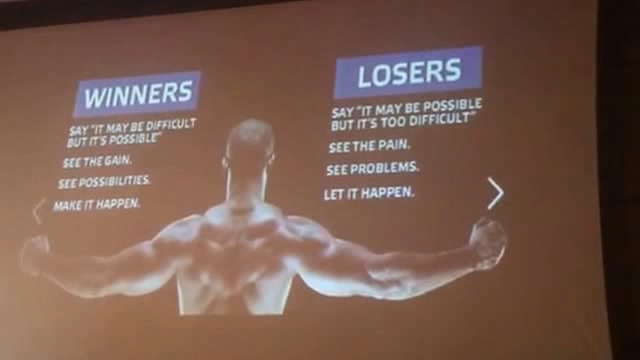 WINNERS
SAY "IT MAY BE DIFFICULT
BUT IT'S POSSIBLE"
SEE THE GAIN.
SEE POSSIBILITIES.
MAKE IT HAPPEN.
LOSERS
SAY "IT MAY BE POSSIBLE
BUT IT'S TOO DIFFICULT"
SEE THE PAIN.
SEE PROBLEMS.
LET IT HAPPEN.